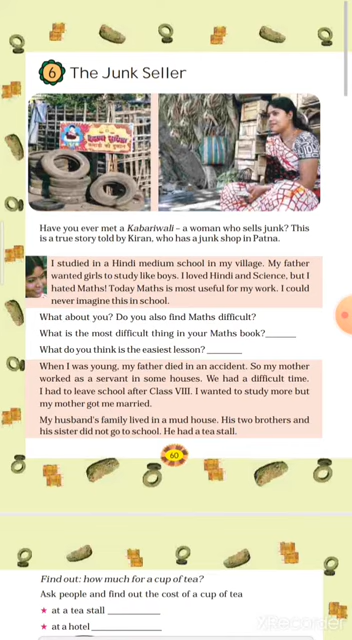 6 The Junk Seller
Have you ever met a Kabariwali – a woman who sells junk? This
is a true story told by Kiran, who has a junk shop in Patna.
I studied in a Hindi medium school in my village. My father
wanted girls to study like boys. I loved Hindi and Science, but I
hated Maths! Today Maths is most useful for my work. I could
never imagine this in school.
What about you? Do you also find Maths difficult?
What is the most difficult thing in your Maths book?______
What do you think is the easiest lesson? _______
When I was young, my father died in an accident. So my mother
worked as a servant in some houses. We had a difficult time.
I had to leave school after Class VIII. I wanted to study more but
my mother got me married.
My husband's family lived in a mud house. His two brothers and
his sister did not go to school. He had a tea stall.
60
Find out: how much for a cup of tea?
Ask people and find out the cost of a cup of tea
★ at a tea stall ___________
★ at a hotel ______________
XRecorder